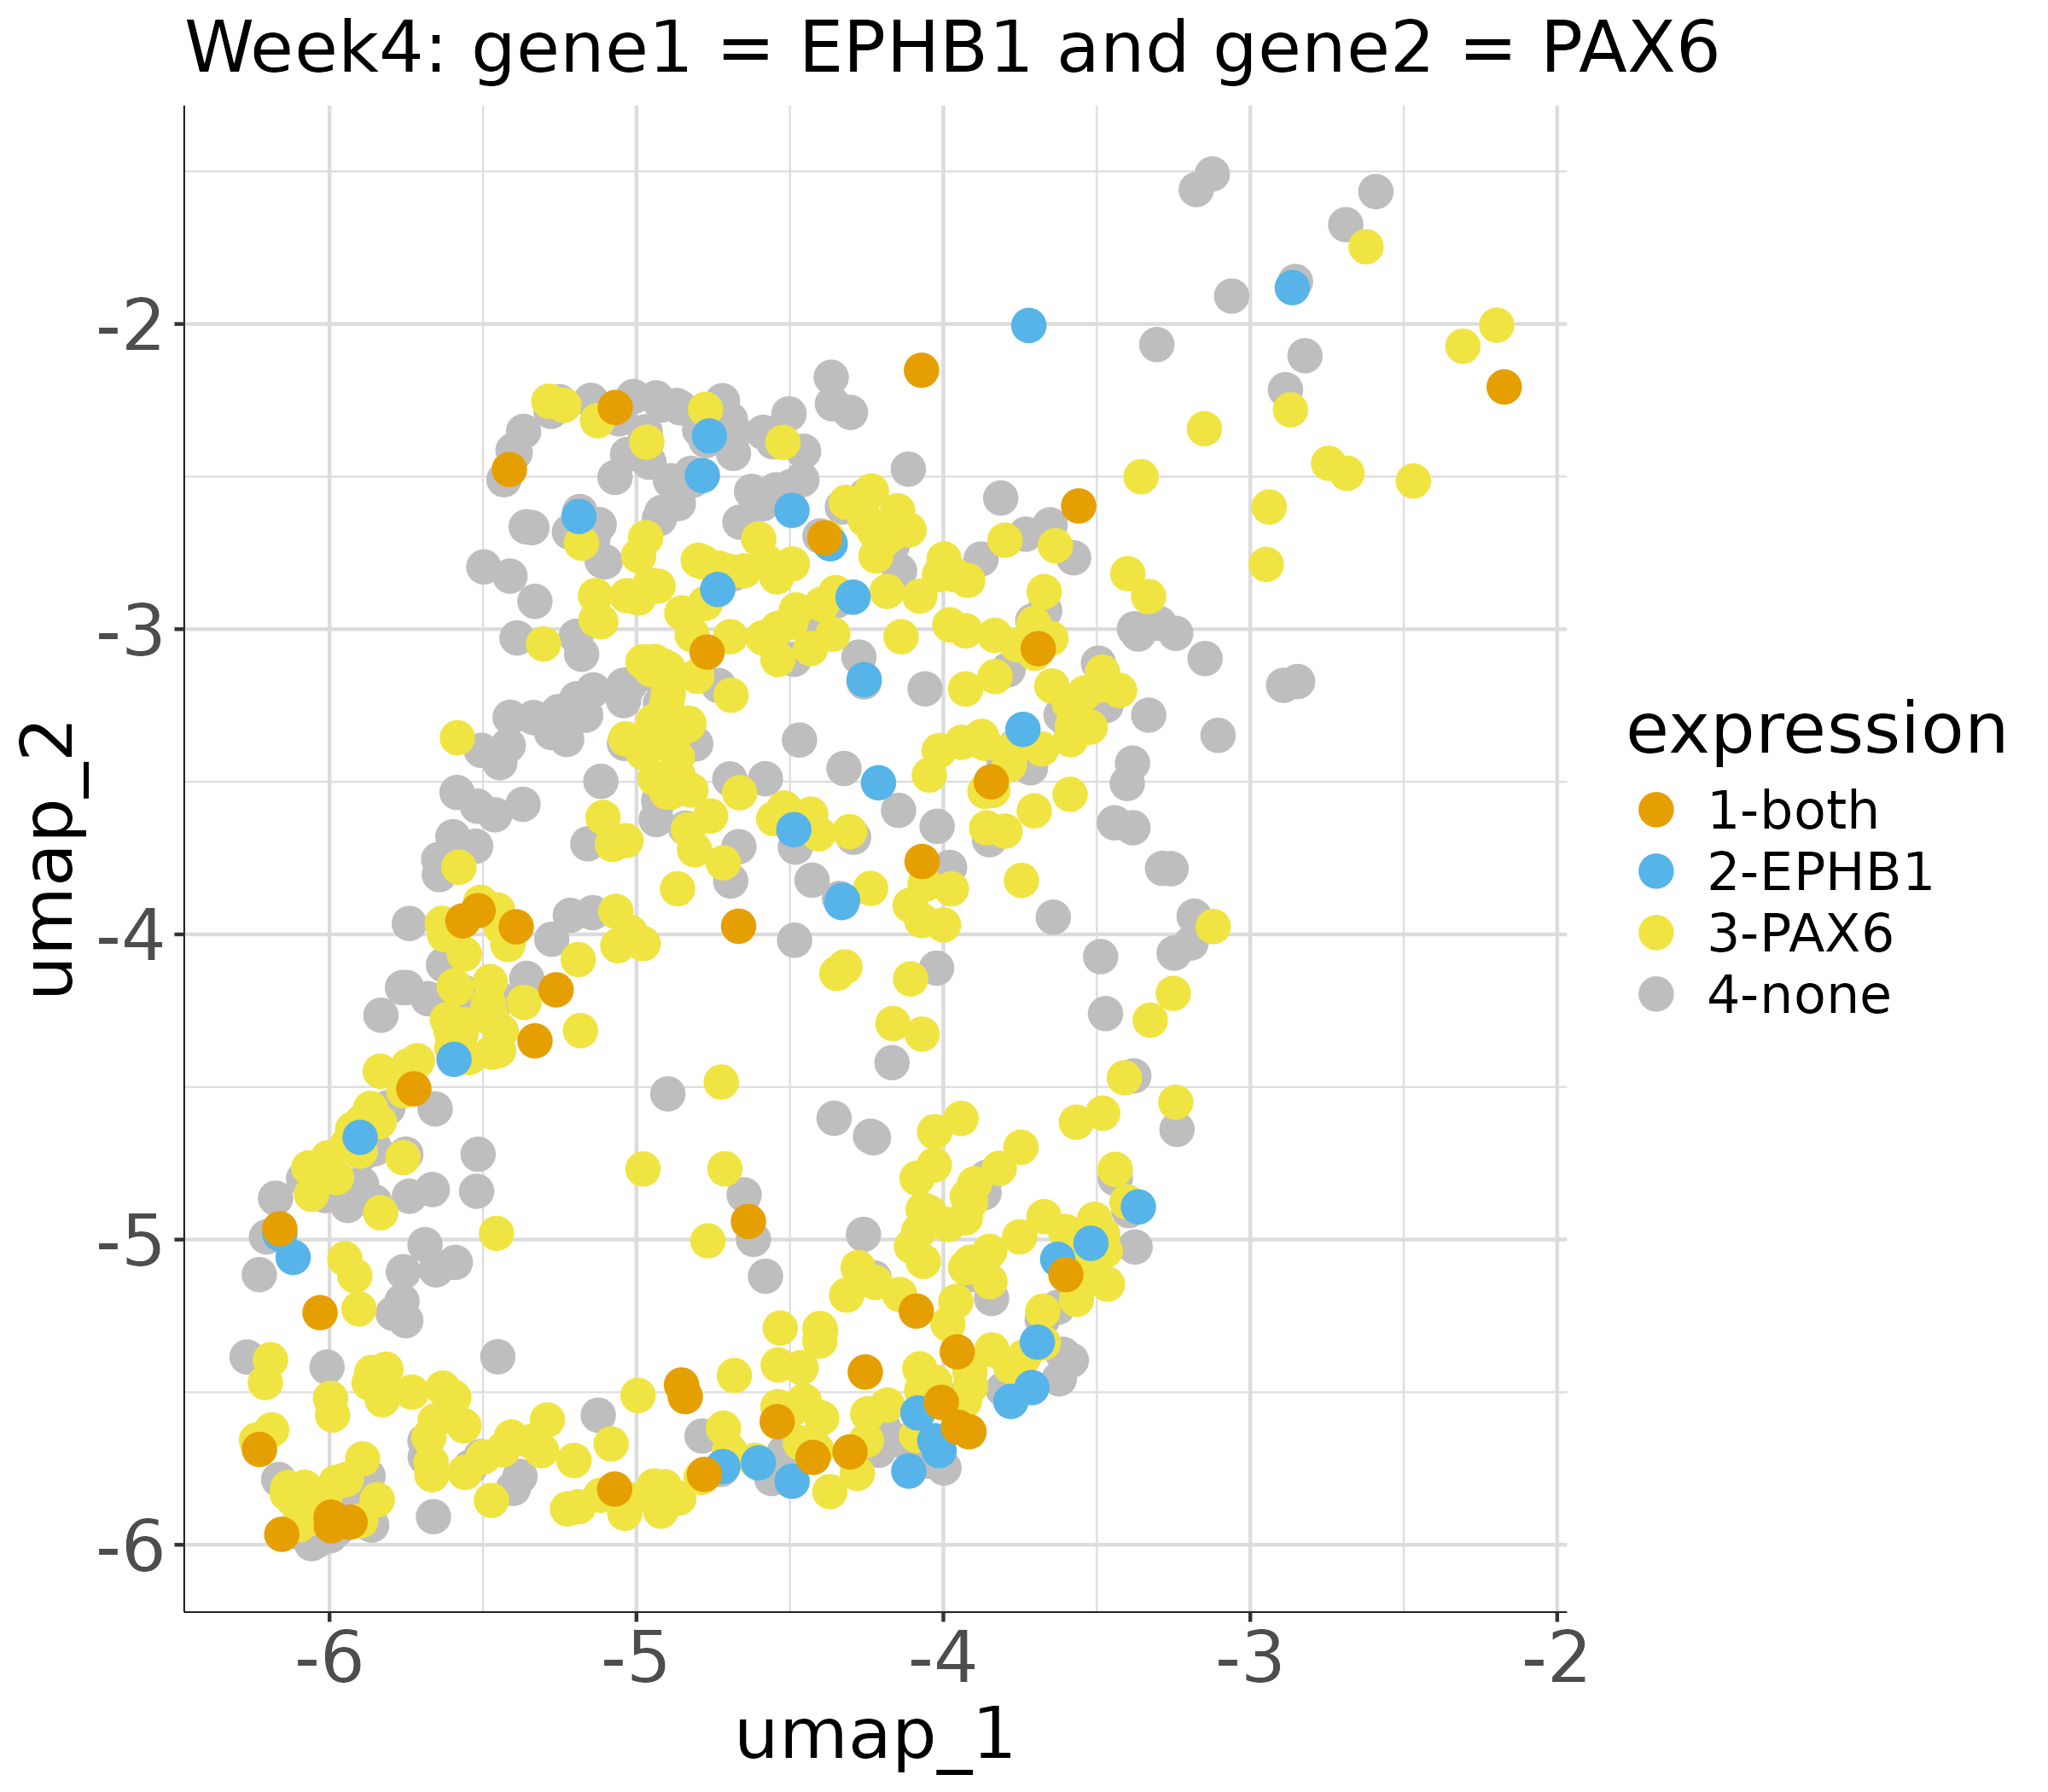 Week4: gene1 = EPHB1 and gene2 = PAX6
umap_2
-2
-3
-4
-5
-6
-6 -5 -4 -3 -2
umap_1
expression
1-both
2-EPHB1
3-PAX6
4-none